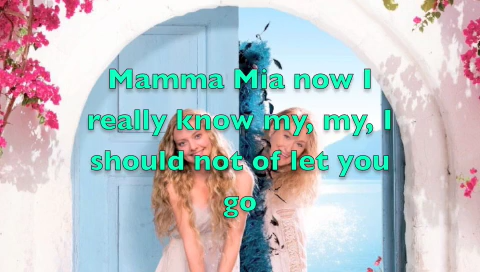 Mamma Mia now I
really know my, my, I
should not of let you
go